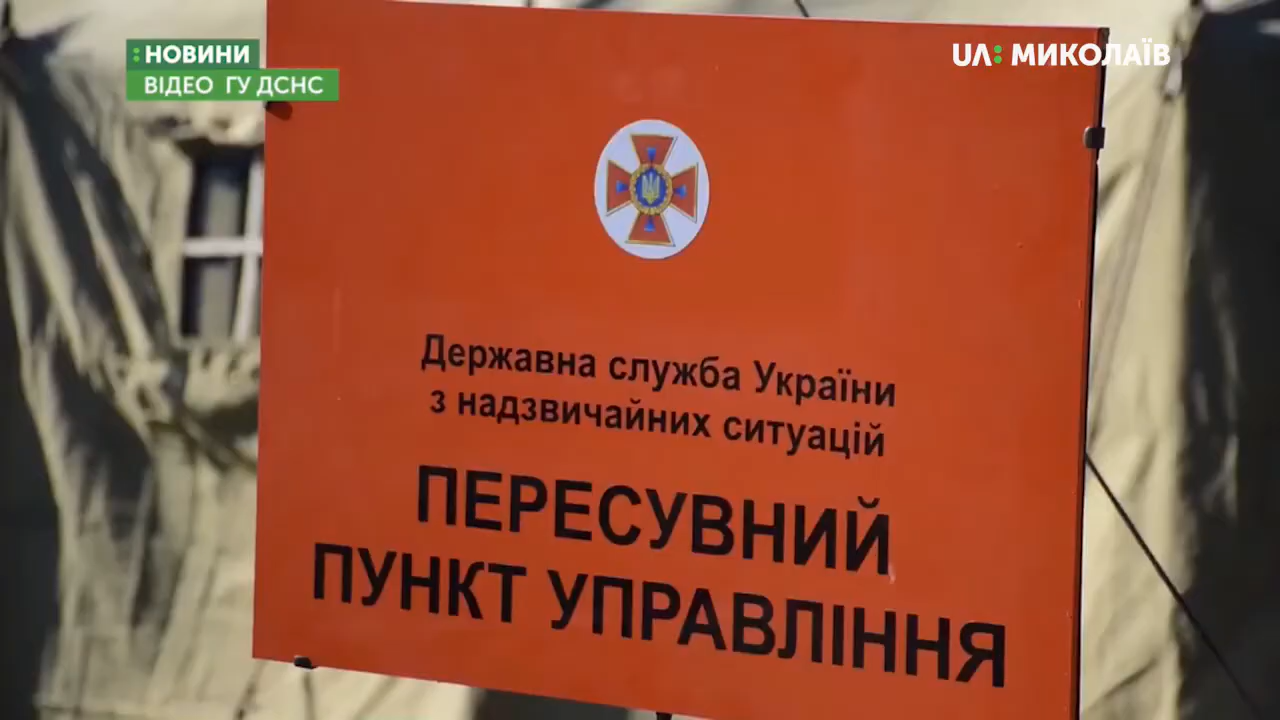 :НОВИНИ
ВІДЕО ГУ ДСНС
UA: МИКОЛАЇВ
Державна служба України
з надзвичайних ситуацій
ПЕРЕСУВНИЙ
ПУНКТ УПРАВЛІННЯ